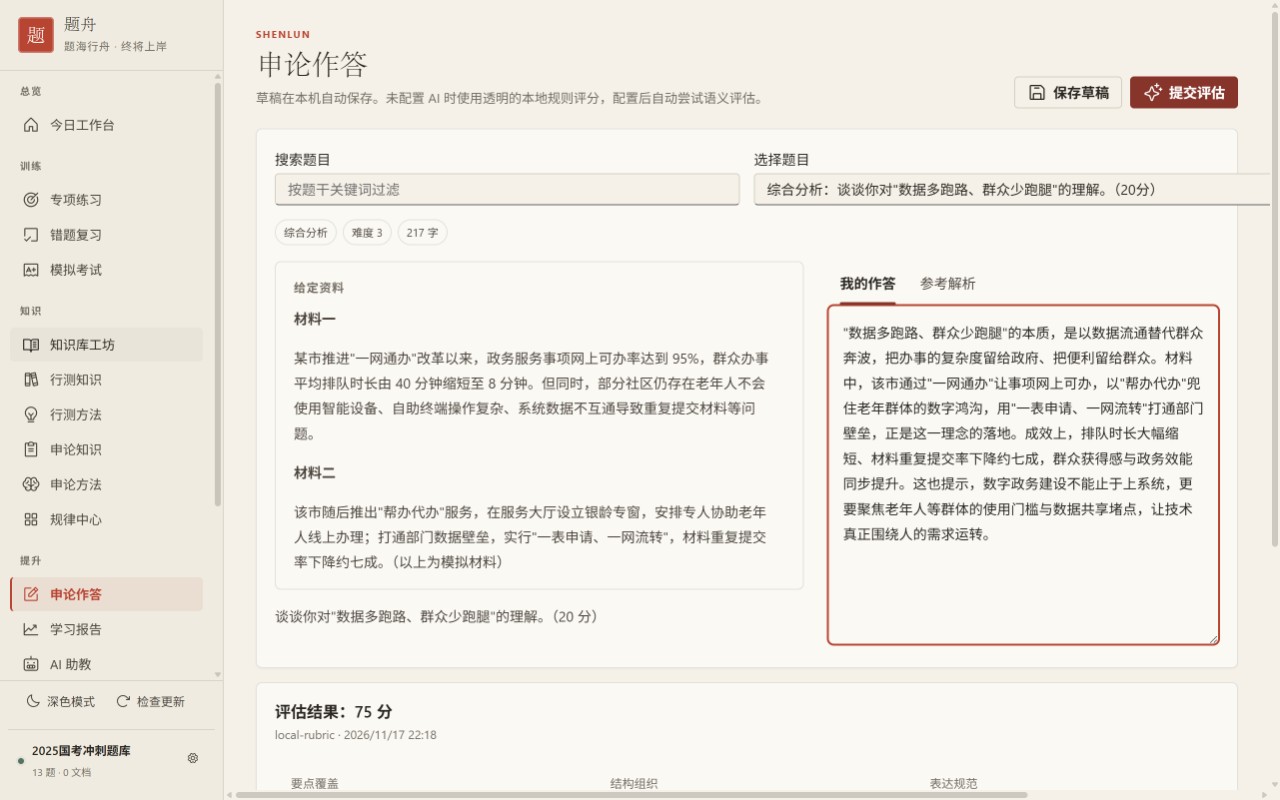 题
题舟
题海行舟 · 终将上岸
总览
今日工作台
训练
专项练习
错题复习
模拟考试
知识
知识库工坊
行测知识
行测方法
申论知识
申论方法
规律中心
提升
申论作答
学习报告
AI 助教
深色模式
检查更新
2025国考冲刺题库
13 题 · 0 文档
SHENLUN
申论作答
草稿在本机自动保存。未配置 AI 时使用透明的本地规则评分，配置后自动尝试语义评估。
保存草稿
提交评估
搜索题目
按题干关键词过滤
选择题目
综合分析：谈谈你对"数据多跑路、群众少跑腿"的理解。（20分）
综合分析
难度 3
217 字
给定资料
材料一
某市推进"一网通办"改革以来，政务服务事项网上可办率达到 95%，群众办事
平均排队时长由 40 分钟缩短至 8 分钟。但同时，部分社区仍存在老年人不会
使用智能设备、自助终端操作复杂、系统数据不互通导致重复提交材料等问
题。
材料二
该市随后推出"帮办代办"服务，在服务大厅设立银龄专窗，安排专人协助老年
人线上办理；打通部门数据壁垒，实行"一表申请、一网流转"，材料重复提交
率下降约七成。（以上为模拟材料）
谈谈你对"数据多跑路、群众少跑腿"的理解。（20 分）
我的作答
参考解析
"数据多跑路、群众少跑腿"的本质，是以数据流通替代群众
奔波，把办事的复杂度留给政府、把便利留给群众。材料
中，该市通过"一网通办"让事项网上可办，以"帮办代办"兜
住老年群体的数字鸿沟，用"一表申请、一网流转"打通部门
壁垒，正是这一理念的落地。成效上，排队时长大幅缩
短、材料重复提交率下降约七成，群众获得感与政务效能
同步提升。这也提示，数字政务建设不能止于上系统，更
要聚焦老年人等群体的使用门槛与数据共享堵点，让技术
真正围绕人的需求运转。
评估结果：75 分
local-rubric · 2026/11/17 22:18
要点覆盖
结构组织
表达规范